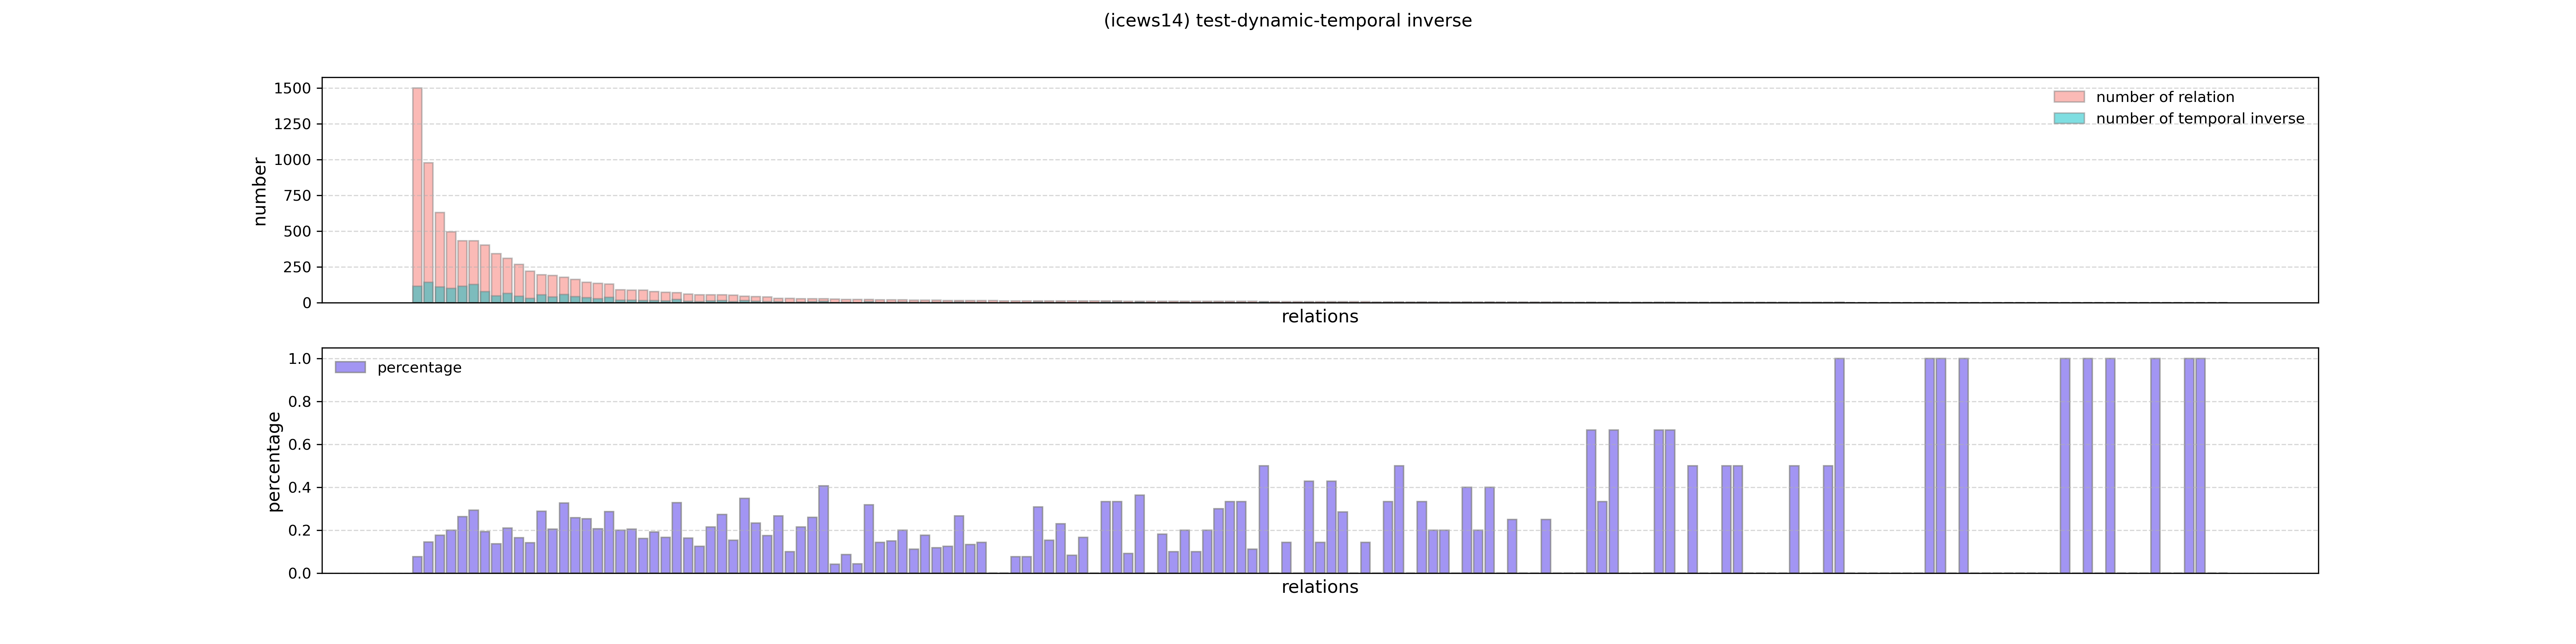 (icews14) test-dynamic-temporal inverse
1500
1250
1000
750
500
250
0
number
number of relation
number of temporal inverse
relations
1.0
0.8
0.6
0.4
0.2
0.0
percentage
percentage
relations